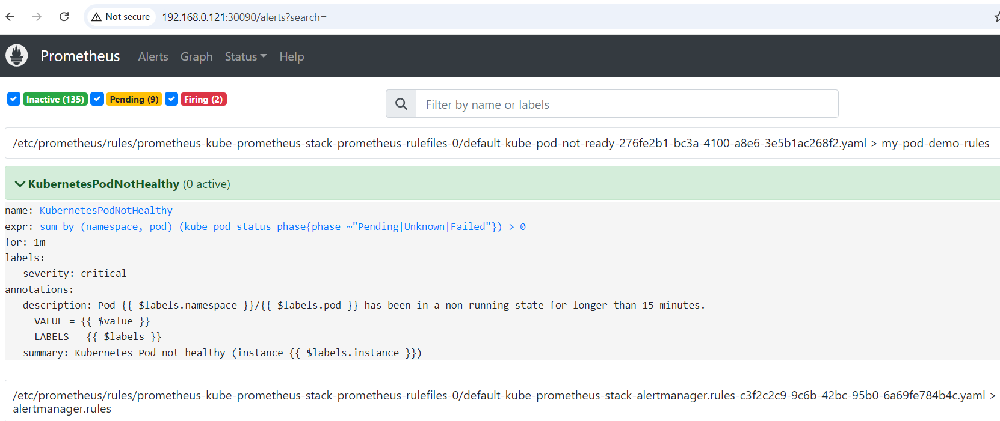 Not secure 192.168.0.121:30090/alerts?search=
Prometheus Alerts Graph Status Help
Inactive (135) Pending (9) Firing (2) Filter by name or labels
/etc/prometheus/rules/prometheus-kube-prometheus-stack-prometheus-rulefiles-0/default-kube-pod-not-ready-276fe2b1-bc3a-4100-a8e6-3e5b1ac268f2.yaml > my-pod-demo-rules
KubernetesPodNotHealthy (0 active)
name: KubernetesPodNotHealthy
expr: sum by (namespace, pod) (kube_pod_status_phase{phase=~"Pending|Unknown|Failed"}) > 0
for: 1m
labels:
severity: critical
annotations:
description: Pod {{ $labels.namespace }}/{{ $labels.pod }} has been in a non-running state for longer than 15 minutes.
VALUE = {{ $value }}
LABELS = {{ $labels }}
summary: Kubernetes Pod not healthy (instance {{ $labels.instance }})
/etc/prometheus/rules/prometheus-kube-prometheus-stack-prometheus-rulefiles-0/default-kube-prometheus-stack-alertmanager.rules-c3f2c2c9-9c6b-42bc-95b0-6a69fe784b4c.yaml >
alertmanager.rules